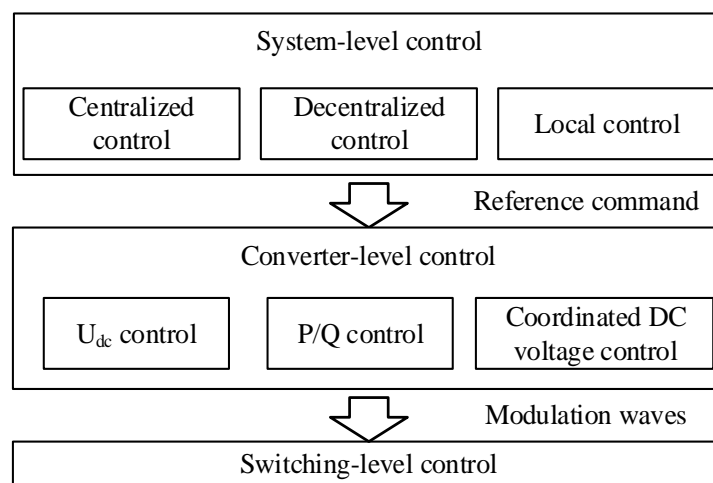 System-level control
Centralized
control
Decentralized
control
Local control
Reference command
Converter-level control
U_dc control
P/Q control
Coordinated DC
voltage control
Modulation waves
Switching-level control